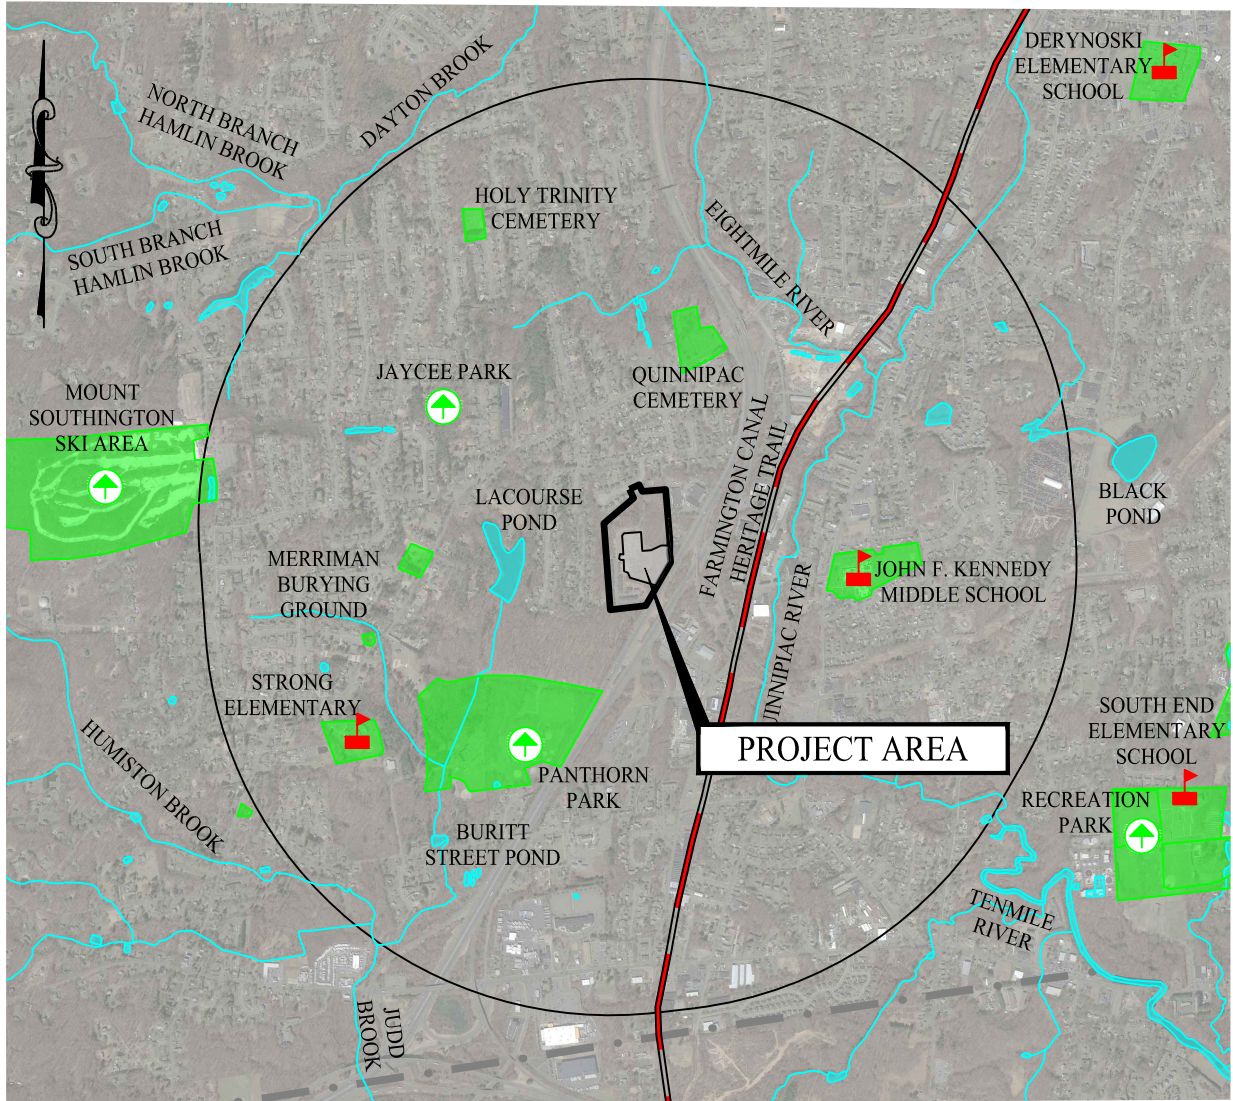 DERYNOSKI
ELEMENTARY
SCHOOL
DAYTON BROOK
NORTH BRANCH
HAMLIN BROOK
HOLY TRINITY
CEMETERY
SOUTH BRANCH
HAMLIN BROOK
EIGHTMILE RIVER
JAYCEE PARK
QUINNIPAC
CEMETERY
MOUNT
SOUTHINGTON
SKI AREA
FARMINGTON CANAL
HERITAGE TRAIL
LACOURSE
POND
BLACK
POND
MERRIMAN
BURYING
GROUND
JOHN F. KENNEDY
MIDDLE SCHOOL
UINNIPIAC RIVER
STRONG
ELEMENTARY
SOUTH END
ELEMENTARY
SCHOOL
PROJECT AREA
HUMISTON BROOK
PANTHORN
PARK
RECREATION
PARK
BURITT
STREET POND
TENMILE
RIVER
JUDD
BROOK